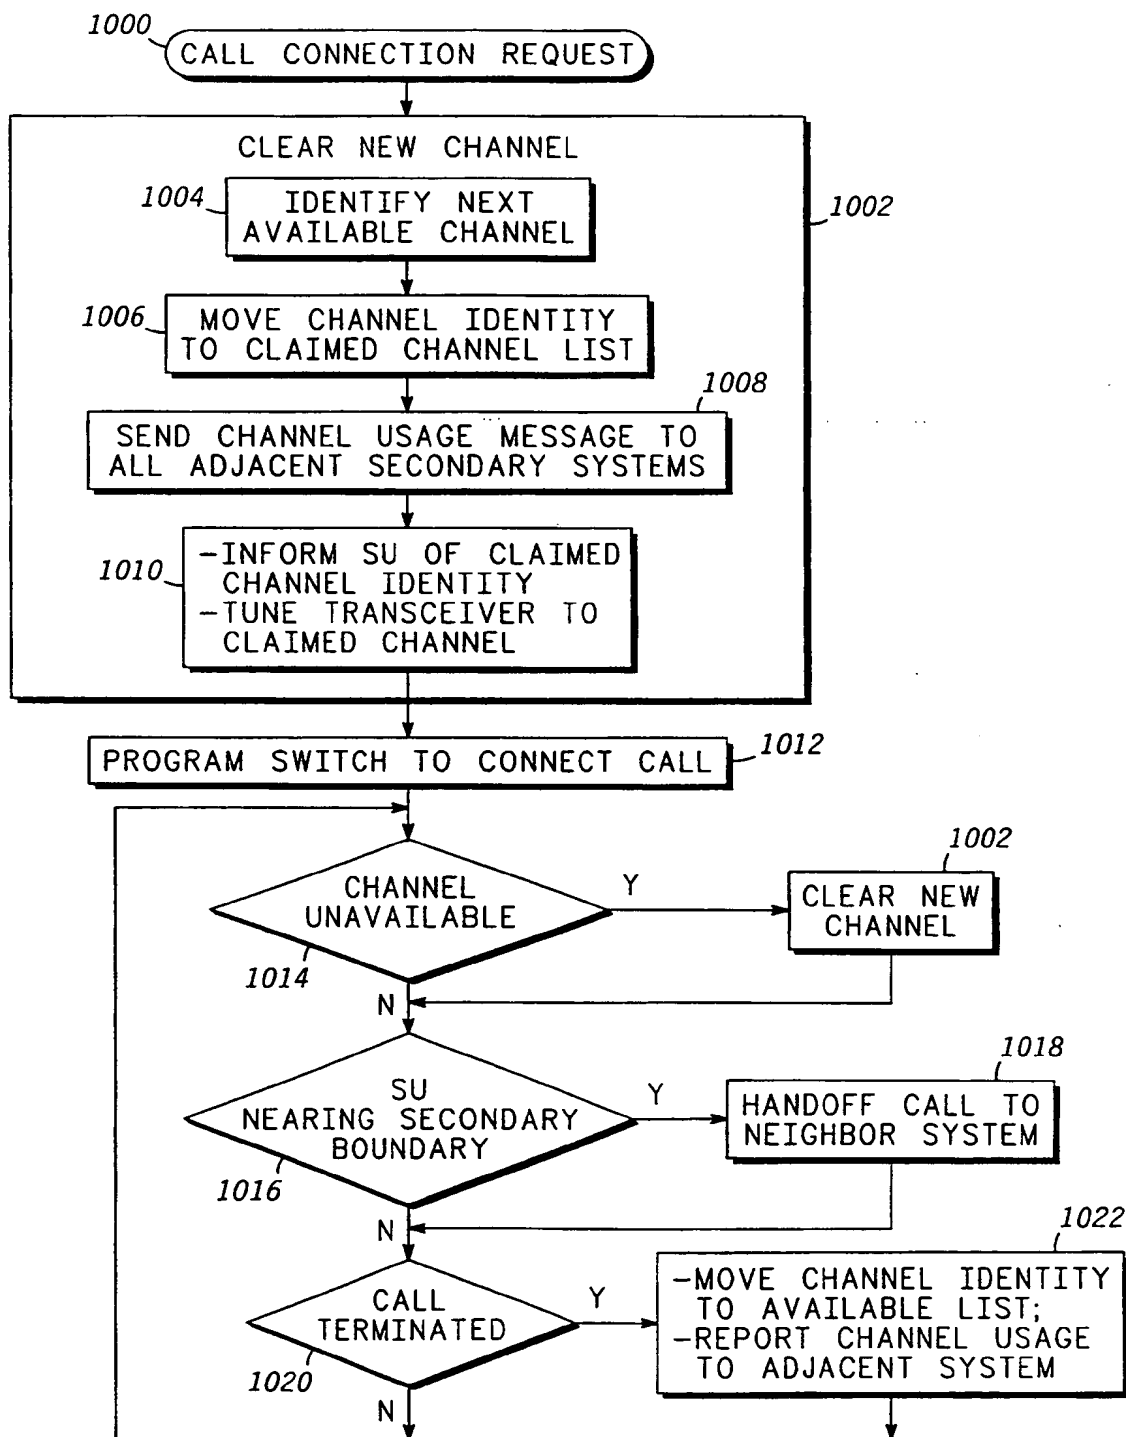 1000
CALL CONNECTION REQUEST
CLEAR NEW CHANNEL
1002
1004
IDENTIFY NEXT
AVAILABLE CHANNEL
1006
MOVE CHANNEL IDENTITY
TO CLAIMED CHANNEL LIST
1008
SEND CHANNEL USAGE MESSAGE TO
ALL ADJACENT SECONDARY SYSTEMS
1010
-INFORM SU OF CLAIMED
CHANNEL IDENTITY
-TUNE TRANSCEIVER TO
CLAIMED CHANNEL
PROGRAM SWITCH TO CONNECT CALL
1012
CHANNEL
UNAVAILABLE
1014
Y
1002
CLEAR NEW
CHANNEL
N
SU
NEARING SECONDARY
BOUNDARY
1016
Y
1018
HANDOFF CALL TO
NEIGHBOR SYSTEM
N
CALL
TERMINATED
1020
Y
1022
-MOVE CHANNEL IDENTITY
TO AVAILABLE LIST;
-REPORT CHANNEL USAGE
TO ADJACENT SYSTEM
N